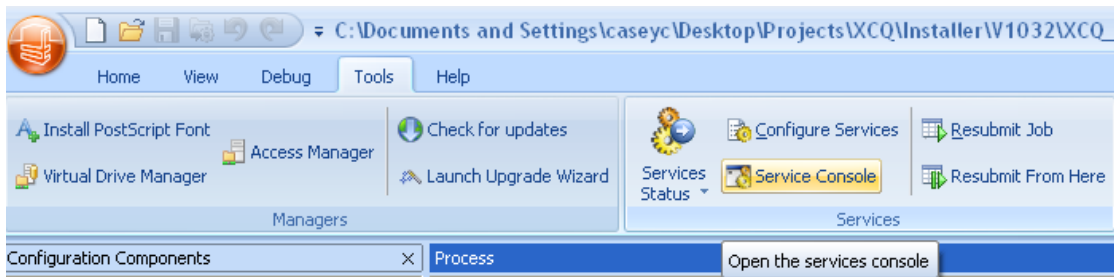 C:\Documents and Settings\caseyc\Desktop\Projects\XCQ\Installer\V1032\XCQ_
Home View Debug Tools Help
Install PostScript Font
Virtual Drive Manager
Access Manager
Check for updates
Launch Upgrade Wizard
Managers
Services
Status
Configure Services
Service Console
Resubmit Job
Resubmit From Here
Services
Configuration Components
Process
Open the services console